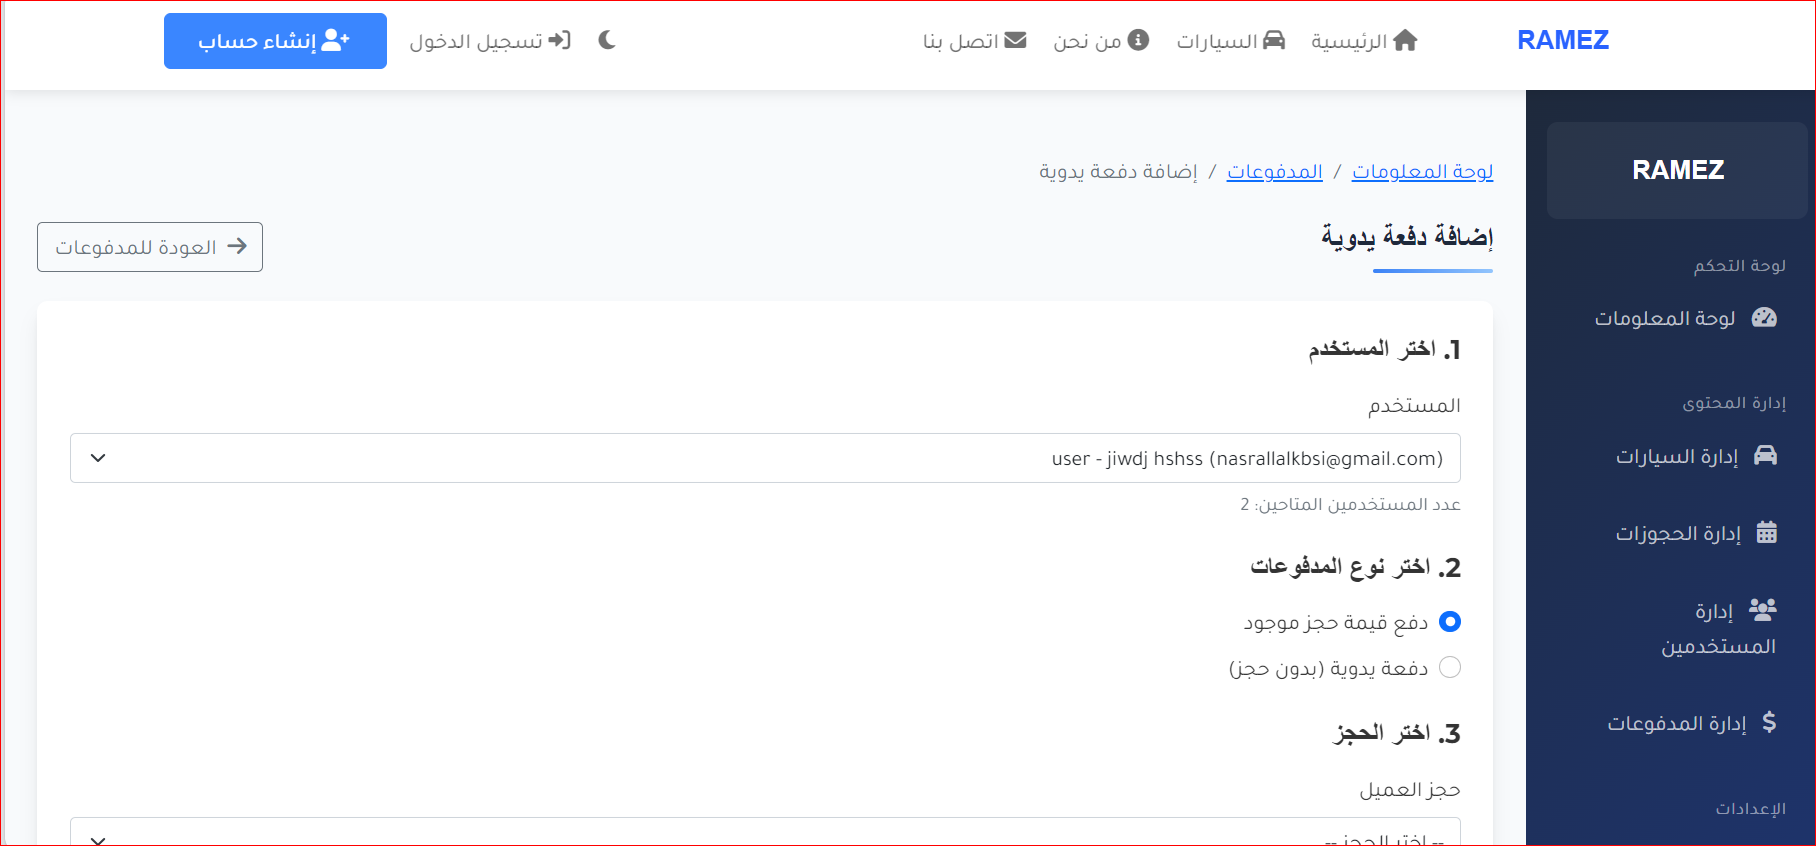 RAMEZ
الرئيسية
السيارات
من نحن
اتصل بنا
تسجيل الدخول
إنشاء حساب
RAMEZ
لوحة التحكم
لوحة المعلومات
إدارة المحتوى
إدارة السيارات
إدارة الحجوزات
إدارة
المستخدمين
إدارة المدفوعات
الإعدادات
لوحة المعلومات / المدفوعات / إضافة دفعة يدوية
إضافة دفعة يدوية
العودة للمدفوعات
1. اختر المستخدم
المستخدم
user - jiwdj hshss (nasrallalkbsi@gmail.com)
عدد المستخدمين المتاحين: 2
2. اختر نوع المدفوعات
دفع قيمة حجز موجود
دفعة يدوية (بدون حجز)
3. اختر الحجز
حجز العميل
-- اختر الحجز --